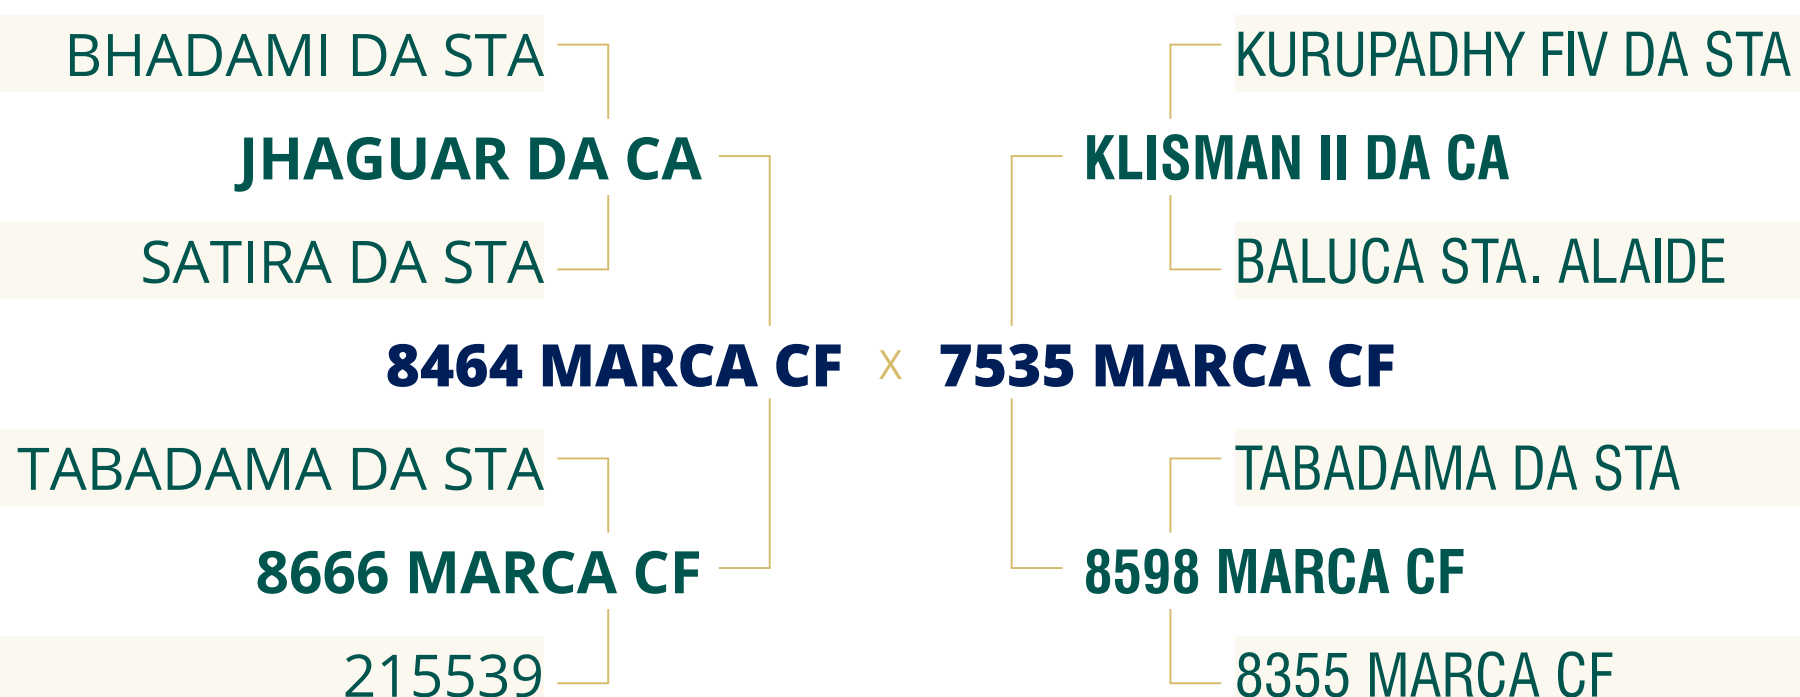 BHADAMI DA STA
KURUPADHY FIV DA STA
JHAGUAR DA CA
KLISMAN II DA CA
SATIRA DA STA
BALUCA STA. ALAIDE
8464 MARCA CF X 7535 MARCA CF
TABADAMA DA STA
TABADAMA DA STA
8666 MARCA CF
8598 MARCA CF
215539
8355 MARCA CF